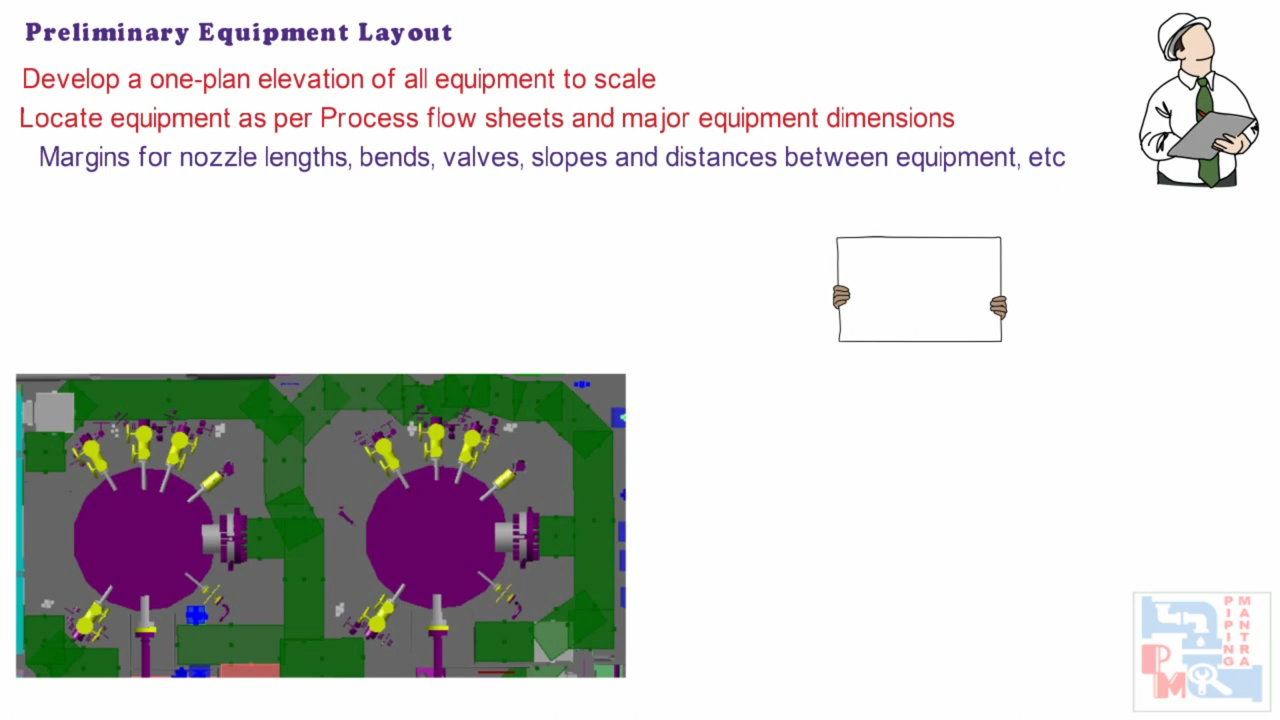 Preliminary Equipment Layout
Develop a one-plan elevation of all equipment to scale
Locate equipment as per Process flow sheets and major equipment dimensions
Margins for nozzle lengths, bends, valves, slopes and distances between equipment, etc
PIPING
MANTRA
PM